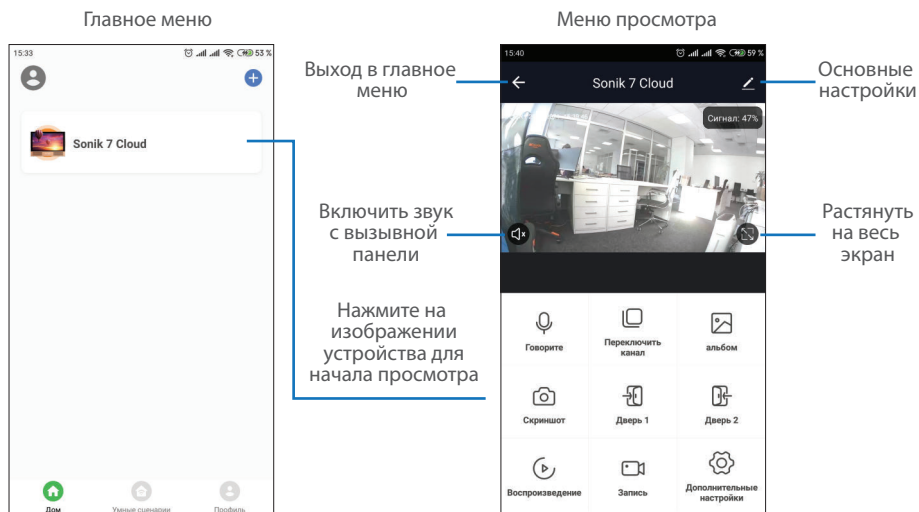 Главное меню
15:33
53 %
Sonik 7 Cloud
Дом
Умные сценарии
Профиль
Выход в главное
меню
Включить звук
с вызывной
панели
Нажмите на
изображении
устройства для
начала просмотра
Меню просмотра
15:40
59 %
Sonik 7 Cloud
Сигнал: 47%
Говорите
Переключить
канал
альбом
Скриншот
Дверь 1
Дверь 2
Воспроизведение
Запись
Дополнительные
настройки
Основные
настройки
Растянуть
на весь
экран